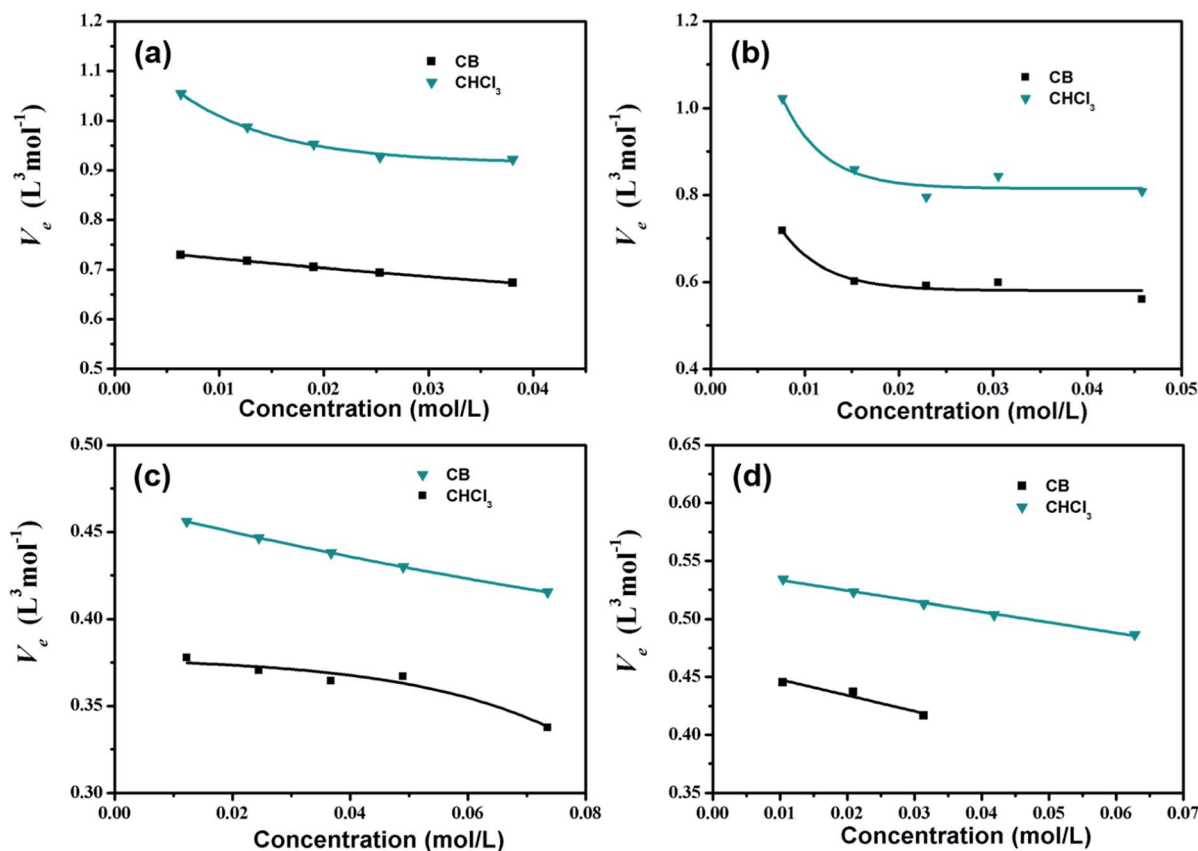 (a)
CB
CHCl₃
Vₑ (L³mol⁻¹)
1.2
1.1
1.0
0.9
0.8
0.7
0.6
0.5
0.00 0.01 0.02 0.03 0.04
Concentration (mol/L)
(b)
CB
CHCl₃
Vₑ (L³mol⁻¹)
1.2
1.0
0.8
0.6
0.4
0.00 0.01 0.02 0.03 0.04 0.05
Concentration (mol/L)
(c)
CB
CHCl₃
Vₑ (L³mol⁻¹)
0.50
0.45
0.40
0.35
0.30
0.00 0.02 0.04 0.06 0.08
Concentration (mol/L)
(d)
CB
CHCl₃
Vₑ (L³mol⁻¹)
0.65
0.60
0.55
0.50
0.45
0.40
0.35
0.00 0.01 0.02 0.03 0.04 0.05 0.06 0.07
Concentration (mol/L)